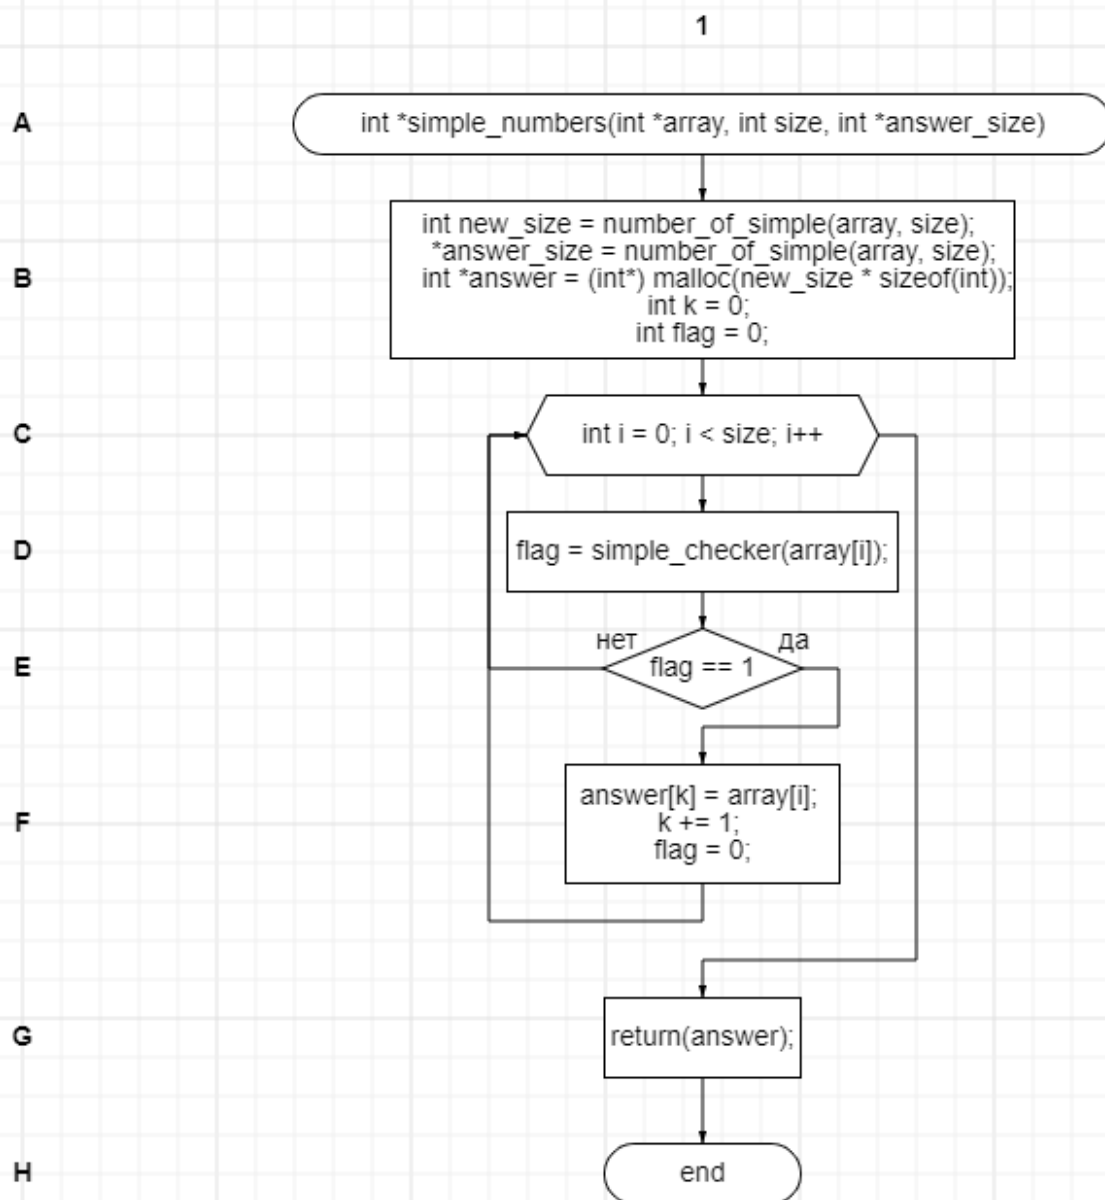 1
A
int *simple_numbers(int *array, int size, int *answer_size)
B
int new_size = number_of_simple(array, size);
*answer_size = number_of_simple(array, size);
int *answer = (int*) malloc(new_size * sizeof(int));
int k = 0;
int flag = 0;
C
int i = 0; i < size; i++
D
flag = simple_checker(array[i]);
E
нет
да
flag == 1
F
answer[k] = array[i];
k += 1;
flag = 0;
G
return(answer);
H
end